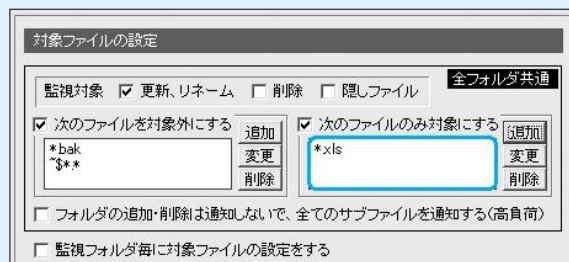 対象ファイルの設定
全フォルダ共通
監視対象 更新、リネーム 削除 隠しファイル
次のファイルを対象外にする 追加
*.bak
~$*.*
変更
削除
次のファイルのみ対象にする 追加
*.xls
変更
削除
フォルダの追加・削除は通知しないで、全てのサブファイルを通知する(高負荷)
監視フォルダ毎に対象ファイルの設定をする